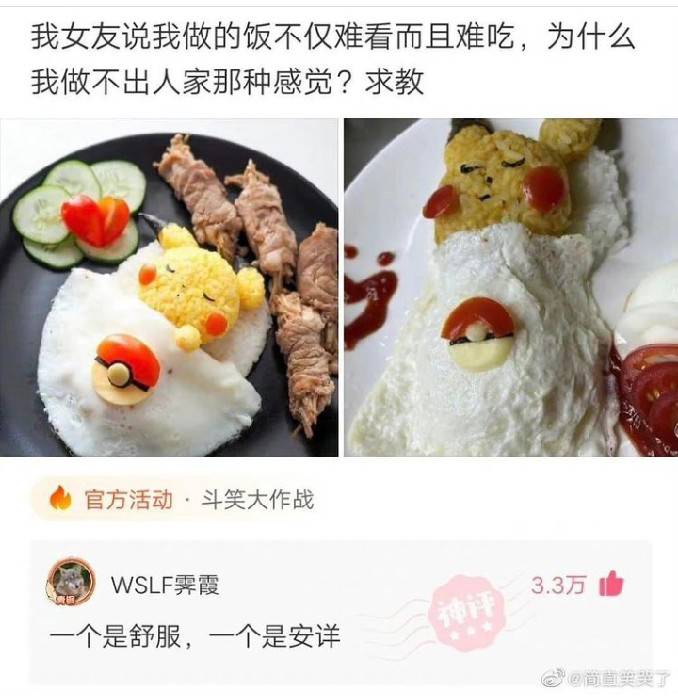 我女友说我做的饭不仅难看而且难吃，为什么
我做不出人家那种感觉？求教
官方活动 · 斗笑大作战
WSLF霁霞
3.3万
神评
一个是舒服，一个是安详
@简直笑哭了